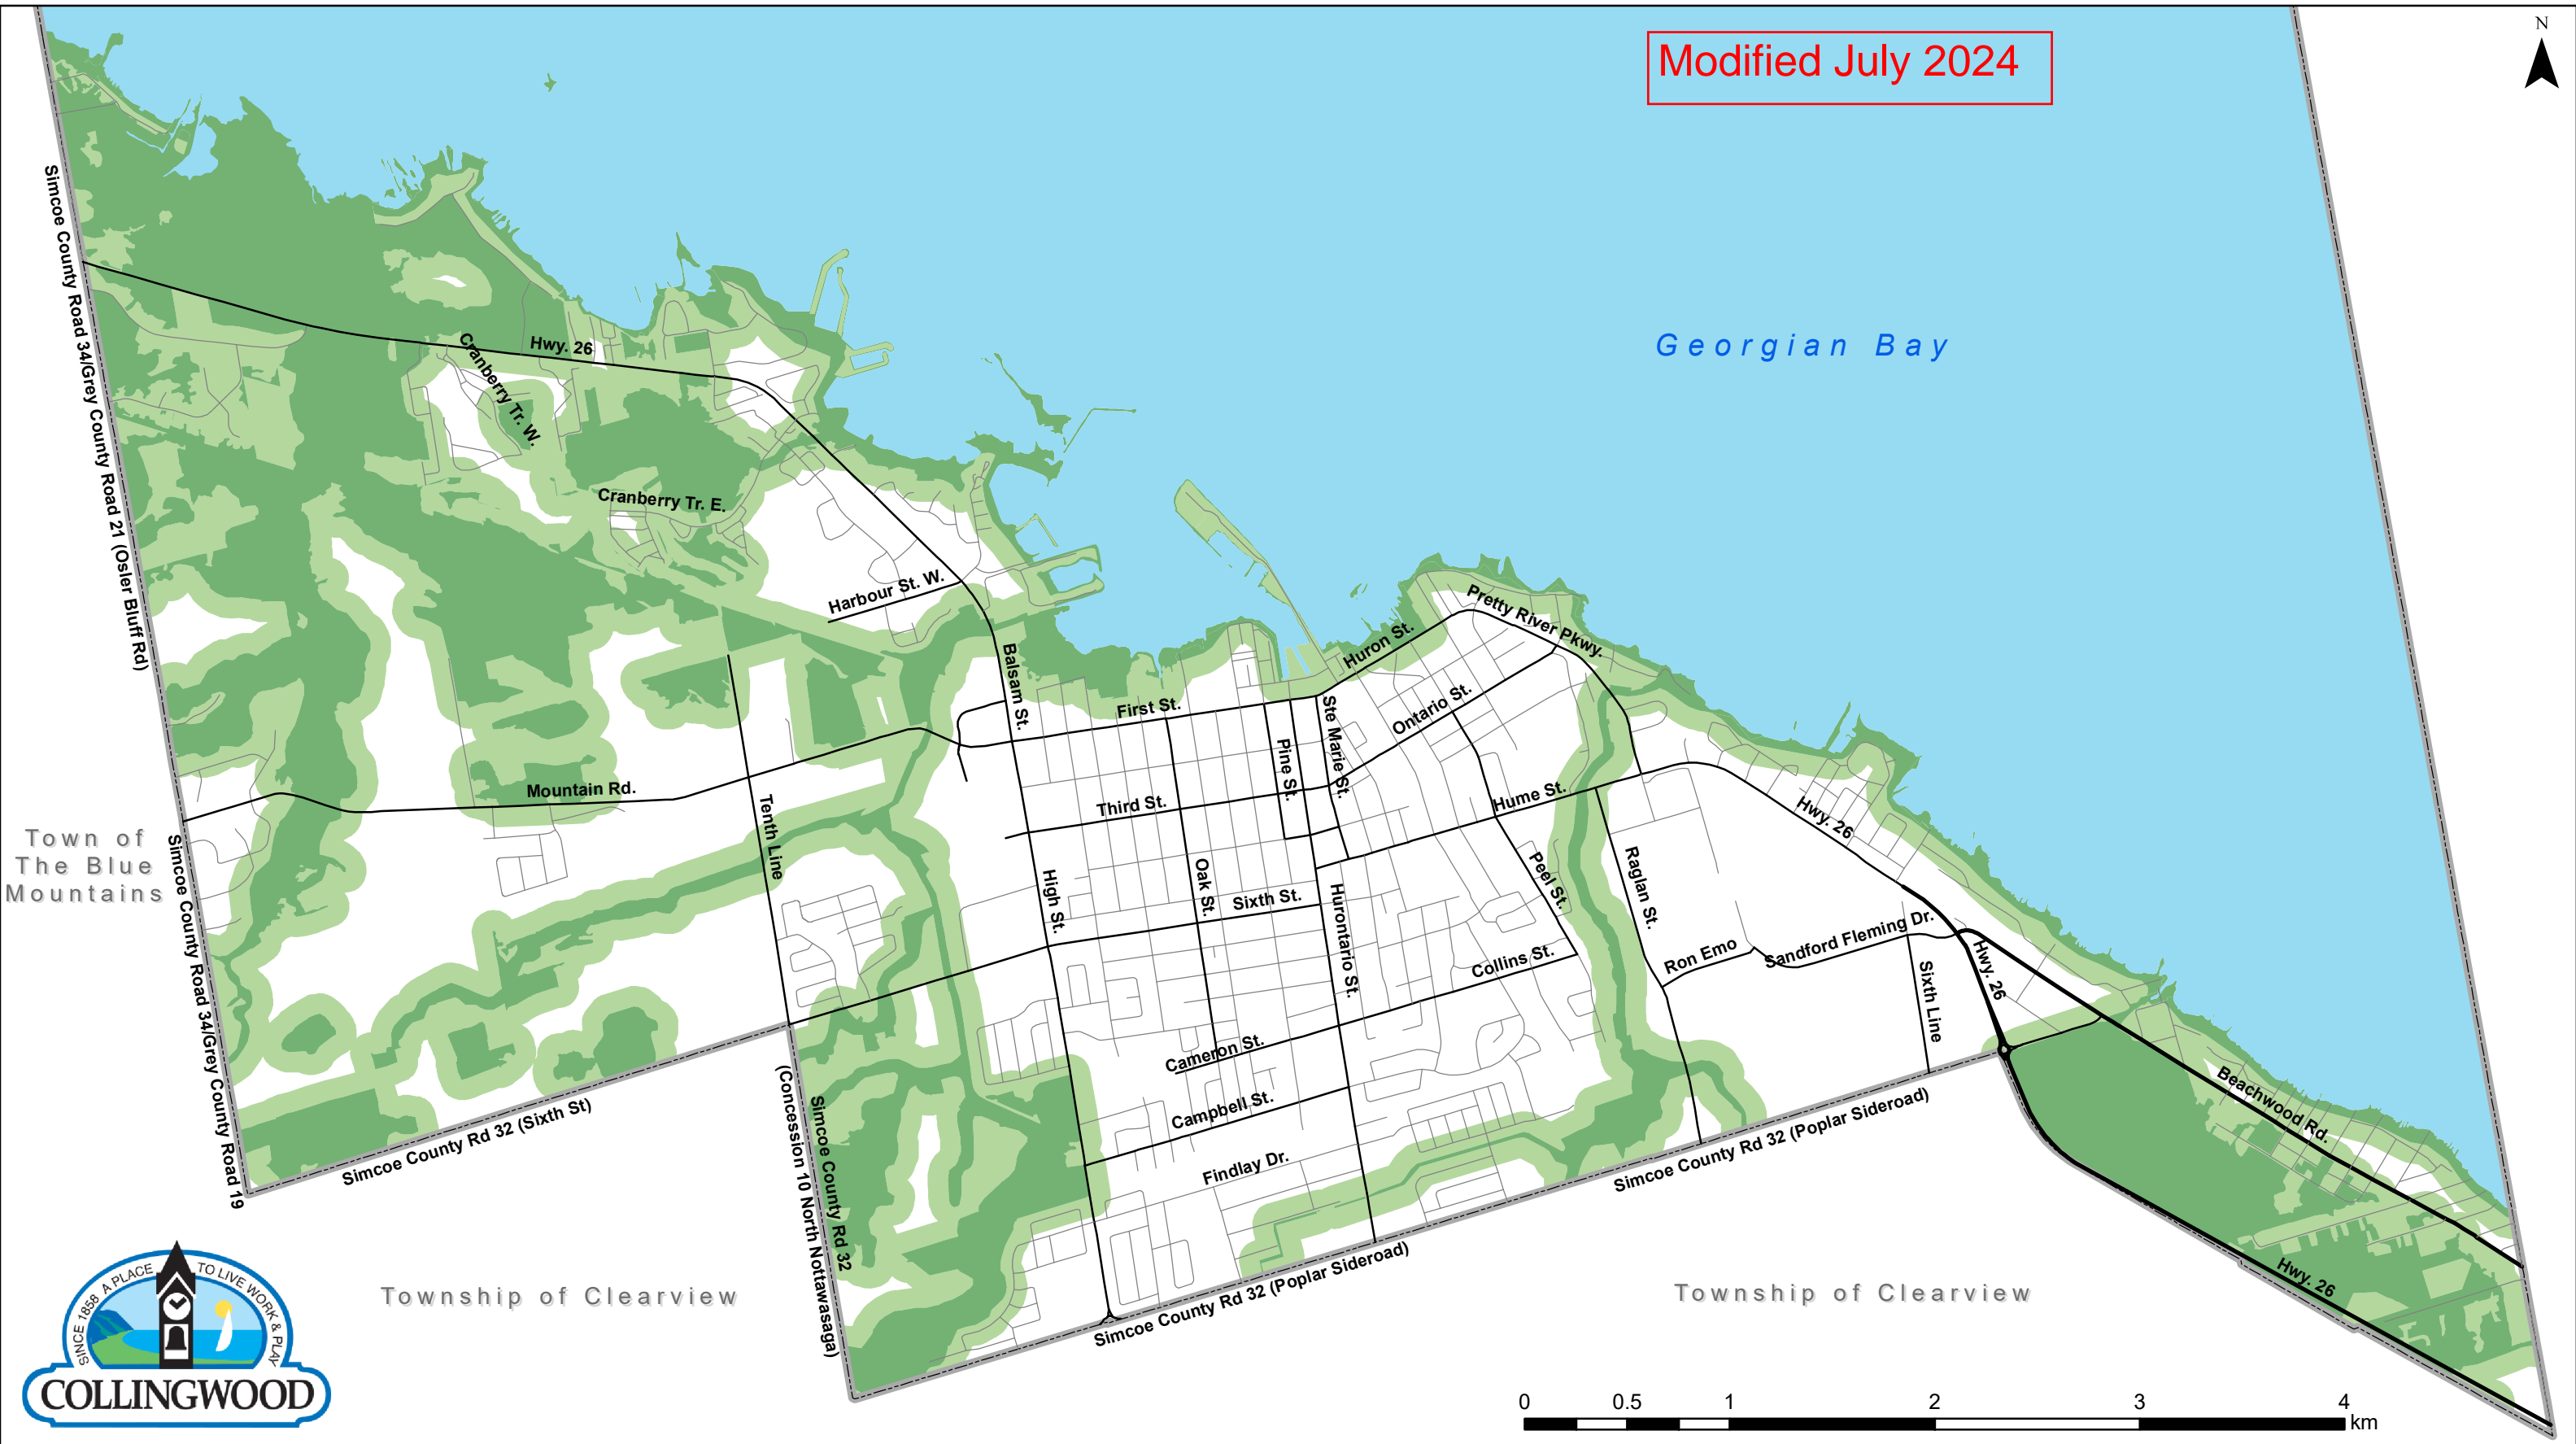 Modified July 2024
N
Georgian Bay
Simcoe County Road 34/Grey County Road 21 (Osler Bluff Rd)
Hwy. 26
Cranberry Tr. W.
Cranberry Tr. E.
Harbour St. W.
Balsam St.
First St.
Huron St.
Pretty River Pkwy.
Ontario St.
Ste Marie St.
Pine St.
Mountain Rd.
Third St.
Hume St.
Hwy. 26
Tenth Line
Town of
The Blue
Mountains
Simcoe County Road 34/Grey County Road 19
High St.
Oak St.
Sixth St.
Hurontario St.
Peel St.
Raglan St.
Collins St.
Ron Emo
Sandford Fleming Dr.
Sixth Line
Hwy. 26
Cameron St.
Campbell St.
Findlay Dr.
Beachwood Rd.
Simcoe County Rd 32 (Sixth St)
Simcoe County Rd 32
(Concession 10 North Nottawasaga)
Simcoe County Rd 32 (Poplar Sideroad)
Simcoe County Rd 32 (Poplar Sideroad)
Hwy. 26
Township of Clearview
Township of Clearview
SINCE 1858 A PLACE TO LIVE WORK & PLAY
COLLINGWOOD
0 0.5 1 2 3 4
km